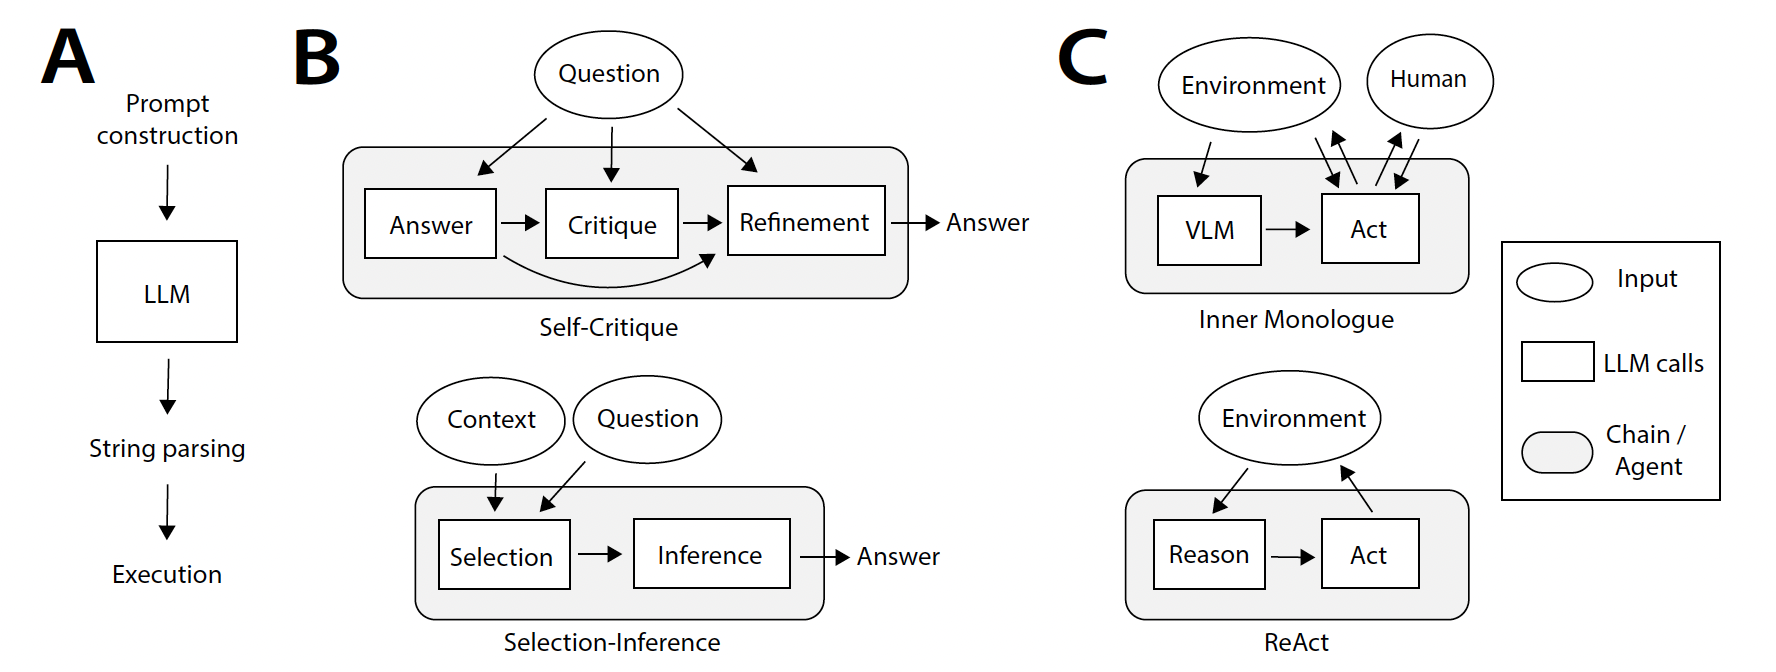 A
Prompt
construction
LLM
String parsing
Execution
B
Question
Answer
Critique
Refinement
Answer
Self-Critique
Context
Question
Selection
Inference
Answer
Selection-Inference
C
Environment
Human
VLM
Act
Inner Monologue
Environment
Reason
Act
ReAct
Input
LLM calls
Chain /
Agent